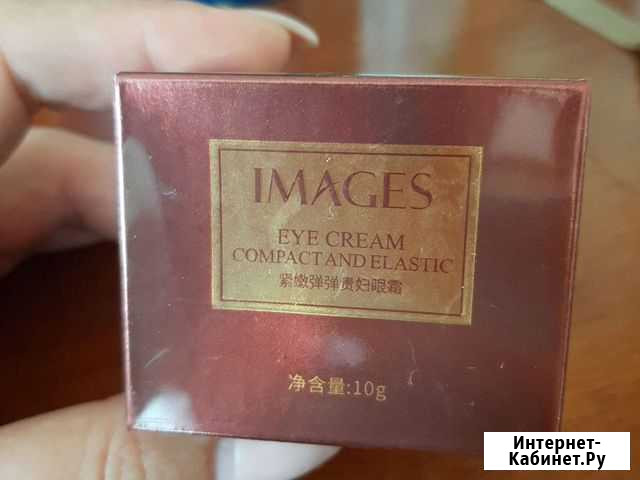 IMAGES
EYE CREAM
COMPACT AND ELASTIC
紧嫩弹弹贵妇眼霜
净含量:10g
Интернет-
Кабинет.Ру